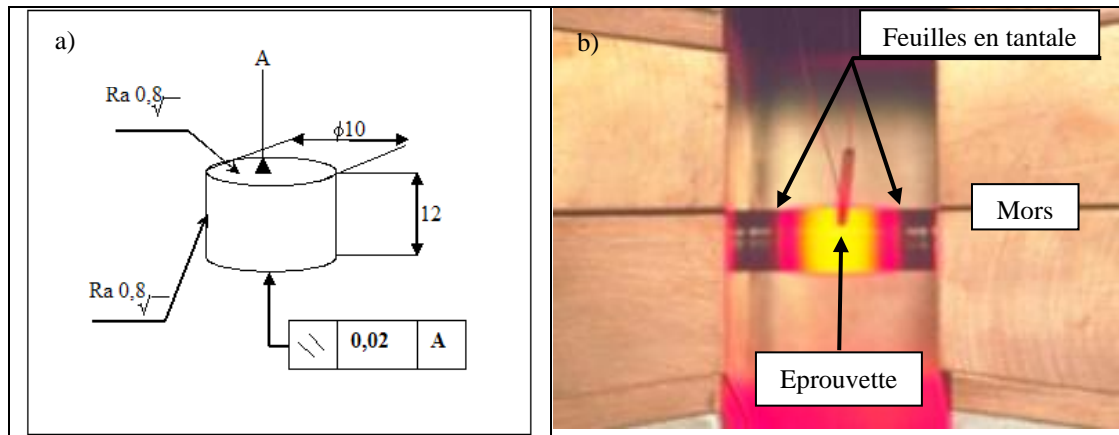 a)
A
Ra 0,8
ϕ10
12
Ra 0,8
0,02 A
b)
Feuilles en tantale
Mors
Eprouvette